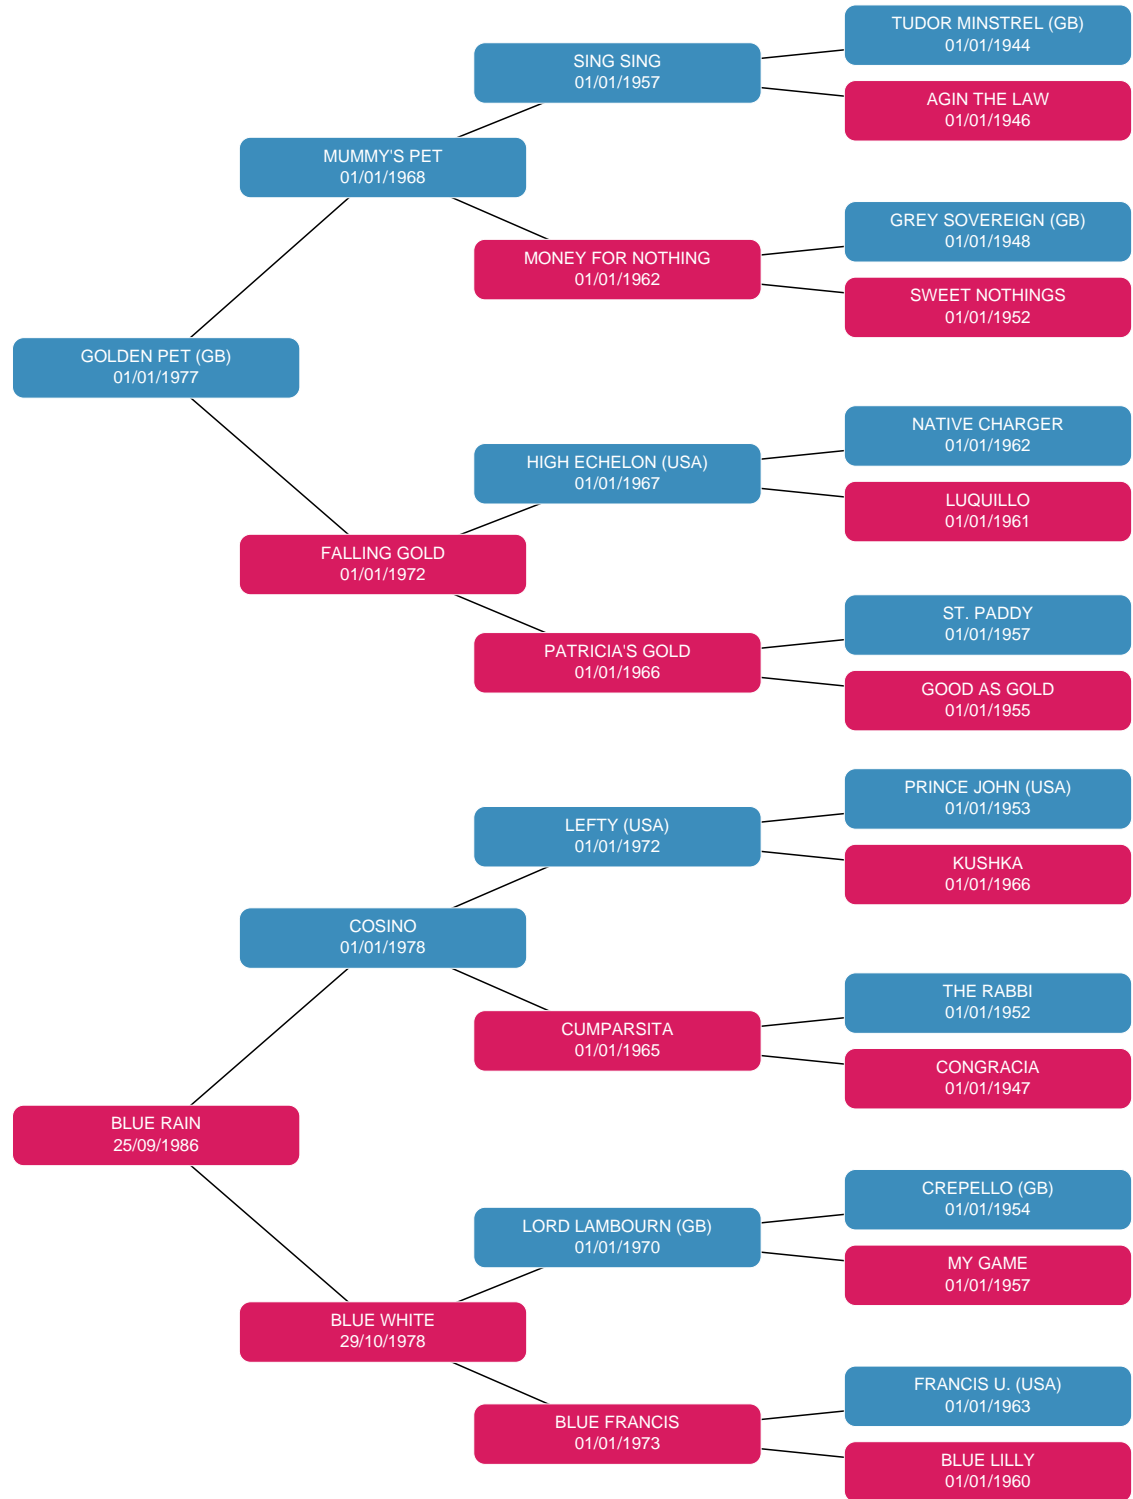 TUDOR MINSTREL (GB)
01/01/1944
SING SING
01/01/1957
AGIN THE LAW
01/01/1946
MUMMY'S PET
01/01/1968
GREY SOVEREIGN (GB)
01/01/1948
MONEY FOR NOTHING
01/01/1962
SWEET NOTHINGS
01/01/1952
GOLDEN PET (GB)
01/01/1977
NATIVE CHARGER
01/01/1962
HIGH ECHELON (USA)
01/01/1967
LUQUILLO
01/01/1961
FALLING GOLD
01/01/1972
ST. PADDY
01/01/1957
PATRICIA'S GOLD
01/01/1966
GOOD AS GOLD
01/01/1955
PRINCE JOHN (USA)
01/01/1953
LEFTY (USA)
01/01/1972
KUSHKA
01/01/1966
COSINO
01/01/1978
THE RABBI
01/01/1952
CUMPARSITA
01/01/1965
CONGRACIA
01/01/1947
BLUE RAIN
25/09/1986
CREPELLO (GB)
01/01/1954
LORD LAMBOURN (GB)
01/01/1970
MY GAME
01/01/1957
BLUE WHITE
29/10/1978
FRANCIS U. (USA)
01/01/1963
BLUE FRANCIS
01/01/1973
BLUE LILLY
01/01/1960